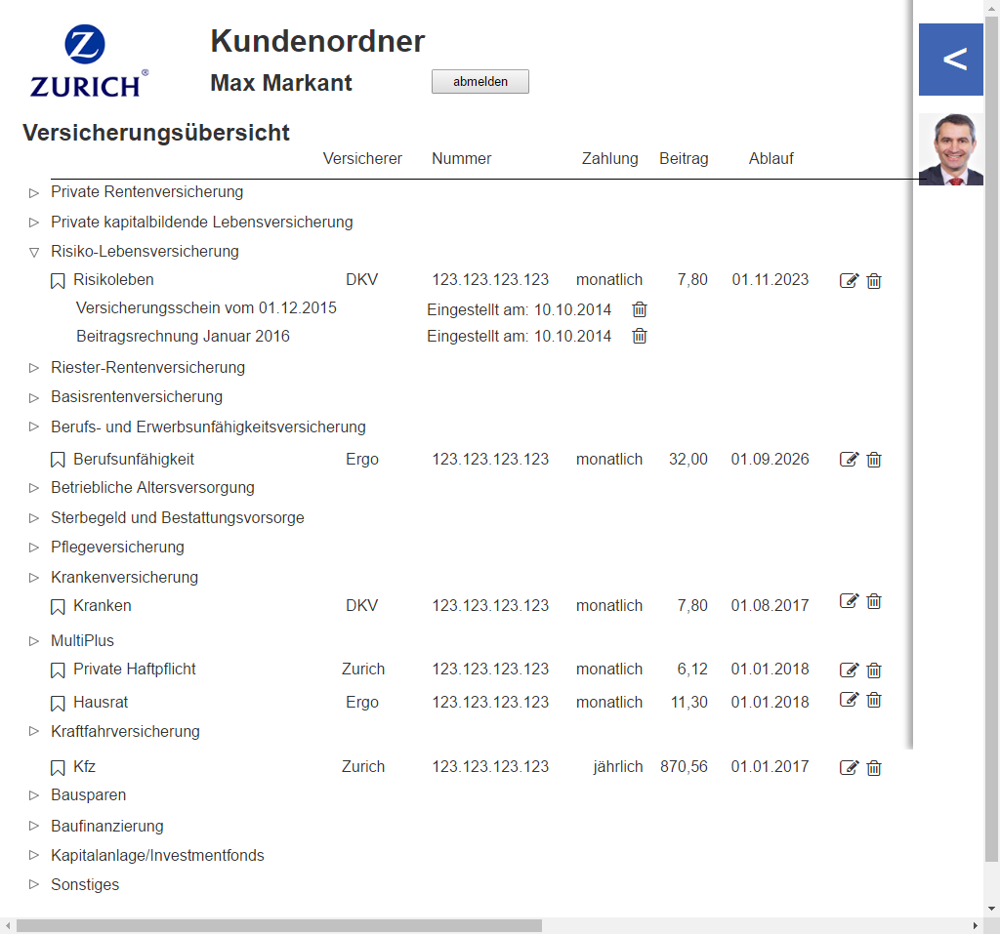 Z
ZURICH®
Kundenordner
Max Markant
abmelden
<
Versicherungsübersicht
Versicherer Nummer Zahlung Beitrag Ablauf
Private Rentenversicherung
Private kapitalbildende Lebensversicherung
Risiko-Lebensversicherung
Risikoleben DKV 123.123.123.123 monatlich 7,80 01.11.2023
Versicherungsschein vom 01.12.2015 Eingestellt am: 10.10.2014
Beitragsrechnung Januar 2016 Eingestellt am: 10.10.2014
Riester-Rentenversicherung
Basisrentenversicherung
Berufs- und Erwerbsunfähigkeitsversicherung
Berufsunfähigkeit Ergo 123.123.123.123 monatlich 32,00 01.09.2026
Betriebliche Altersversorgung
Sterbegeld und Bestattungsvorsorge
Pflegeversicherung
Krankenversicherung
Kranken DKV 123.123.123.123 monatlich 7,80 01.08.2017
MultiPlus
Private Haftpflicht Zurich 123.123.123.123 monatlich 6,12 01.01.2018
Hausrat Ergo 123.123.123.123 monatlich 11,30 01.01.2018
Kraftfahrversicherung
Kfz Zurich 123.123.123.123 jährlich 870,56 01.01.2017
Bausparen
Baufinanzierung
Kapitalanlage/Investmentfonds
Sonstiges